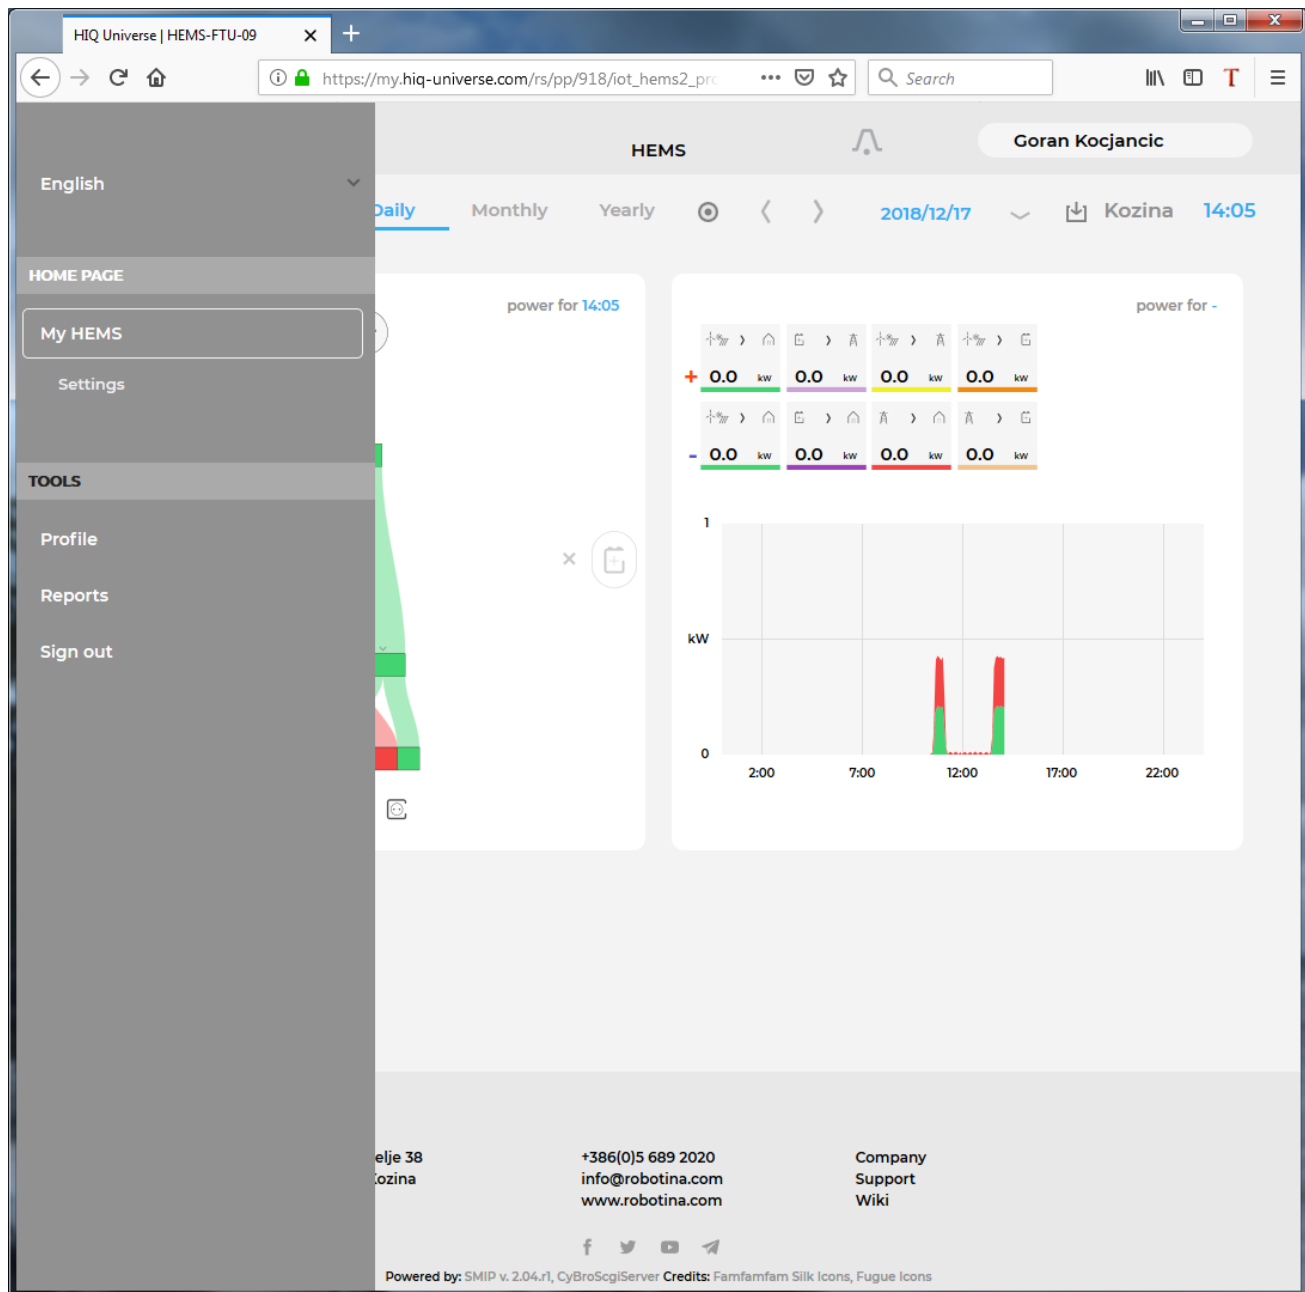 HIQ Universe | HEMS-FTU-09
https://my.hiq-universe.com/rs/pp/918/iot_hems2_pro
Search
T
HEMS
Goran Kocjancic
English
Daily Monthly Yearly 2018/12/17 Kozina 14:05
HOME PAGE
My HEMS
Settings
TOOLS
Profile
Reports
Sign out
power for 14:05
power for -
+ 0.0 kw 0.0 kw 0.0 kw 0.0 kw
- 0.0 kw 0.0 kw 0.0 kw 0.0 kw
1
kW
0
2:00 7:00 12:00 17:00 22:00
elje 38 +386(0)5 689 2020 Company
Kozina info@robotina.com Support
www.robotina.com Wiki
Powered by: SMIP v. 2.04.r1, CyBroScgiServer Credits: Famfamfam Silk Icons, Fugue Icons